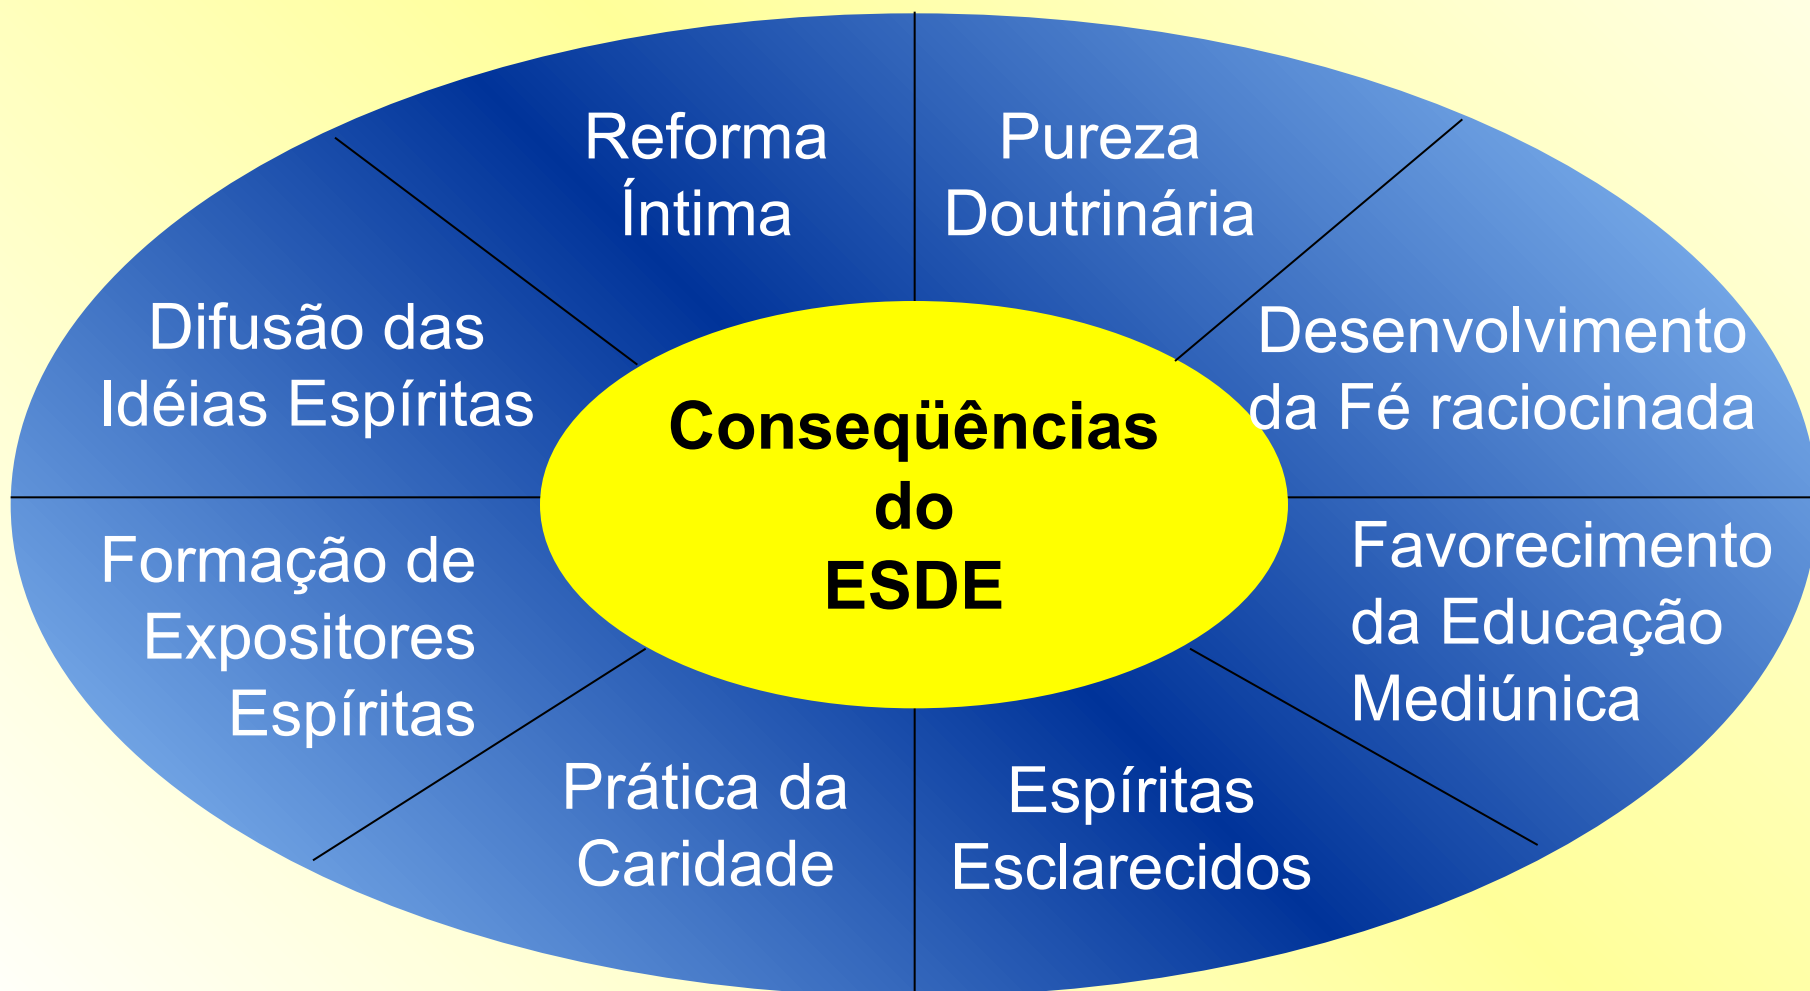 Reforma
Íntima
Pureza
Doutrinária
Difusão das
Idéias Espíritas
Desenvolvimento
da Fé raciocinada
Conseqüências
do
ESDE
Formação de
Expositores
Espíritas
Favorecimento
da Educação
Mediúnica
Prática da
Caridade
Espíritas
Esclarecidos